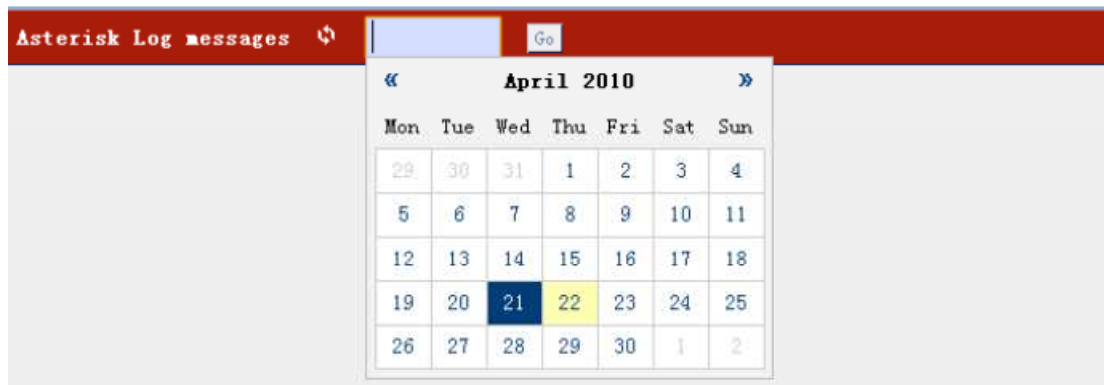 Asterisk Log messages Go
« April 2010 »
Mon Tue Wed Thu Fri Sat Sun
29 30 31 1 2 3 4
5 6 7 8 9 10 11
12 13 14 15 16 17 18
19 20 21 22 23 24 25
26 27 28 29 30 1 2